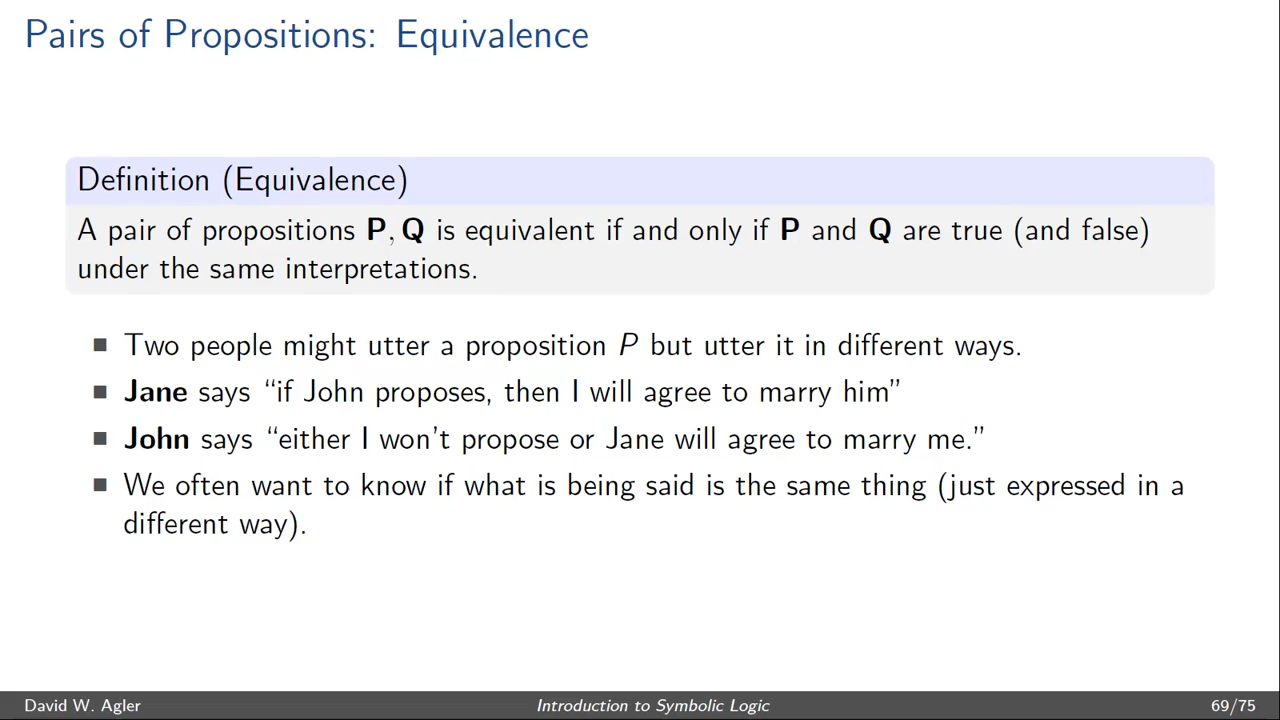 Pairs of Propositions: Equivalence
Definition (Equivalence)
A pair of propositions P, Q is equivalent if and only if P and Q are true (and false)
under the same interpretations.
Two people might utter a proposition P but utter it in different ways.
Jane says “if John proposes, then I will agree to marry him”
John says “either I won’t propose or Jane will agree to marry me.”
We often want to know if what is being said is the same thing (just expressed in a
different way).
David W. Agler Introduction to Symbolic Logic 69/75